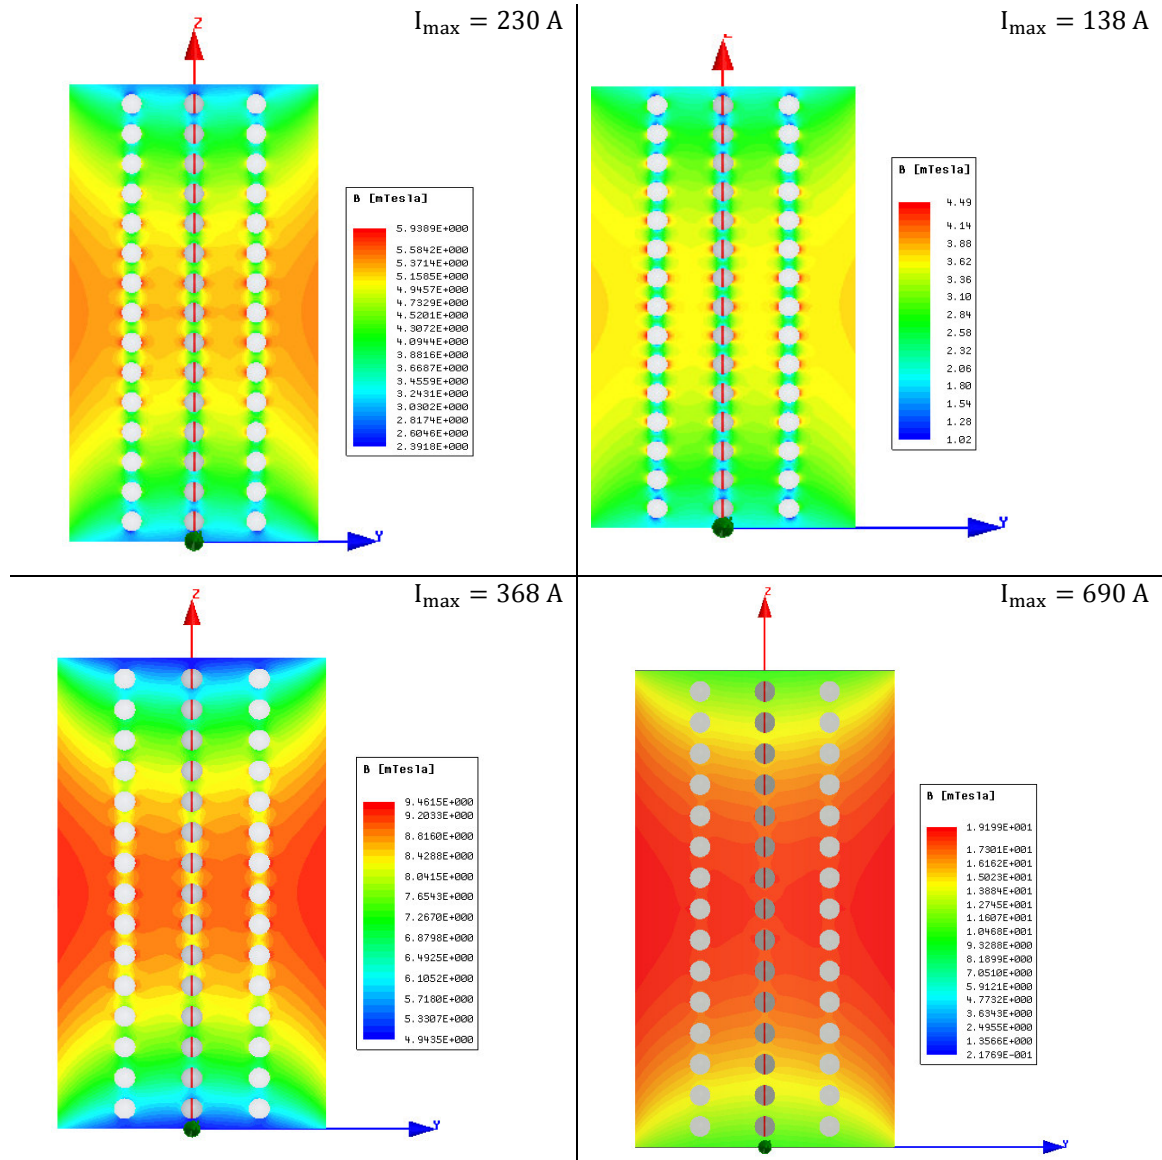 I_max = 230 A
Z
B [mTesla]
5.9389E+000
5.5842E+000
5.3714E+000
5.1585E+000
4.9457E+000
4.7329E+000
4.5201E+000
4.3072E+000
4.0944E+000
3.8816E+000
3.6687E+000
3.4559E+000
3.2431E+000
3.0302E+000
2.8174E+000
2.6046E+000
2.3918E+000
Y
I_max = 138 A
B [mTesla]
4.49
4.14
3.88
3.62
3.36
3.10
2.84
2.58
2.32
2.06
1.80
1.54
1.28
1.02
Y
I_max = 368 A
Z
B [mTesla]
9.4615E+000
9.2033E+000
8.8160E+000
8.4288E+000
8.0415E+000
7.6543E+000
7.2670E+000
6.8798E+000
6.4925E+000
6.1052E+000
5.7180E+000
5.3307E+000
4.9435E+000
Y
I_max = 690 A
Z
B [mTesla]
1.9199E+001
1.7301E+001
1.6162E+001
1.5023E+001
1.3884E+001
1.2745E+001
1.1607E+001
1.0468E+001
9.3288E+000
8.1899E+000
7.0510E+000
5.9121E+000
4.7732E+000
3.6343E+000
2.4955E+000
1.3566E+000
2.1769E-001
Y